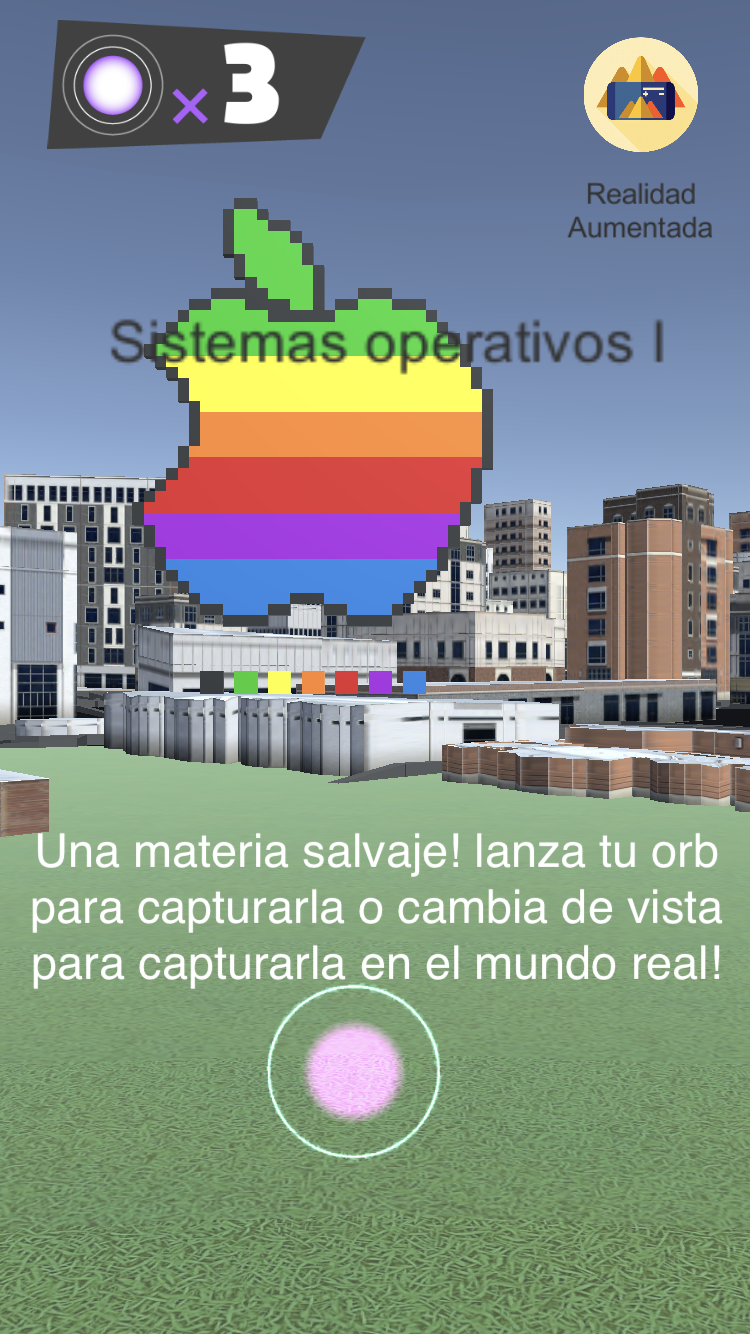 ×3
Realidad
Aumentada
Sistemas operativos I
Una materia salvaje! lanza tu orb
para capturarla o cambia de vista
para capturarla en el mundo real!